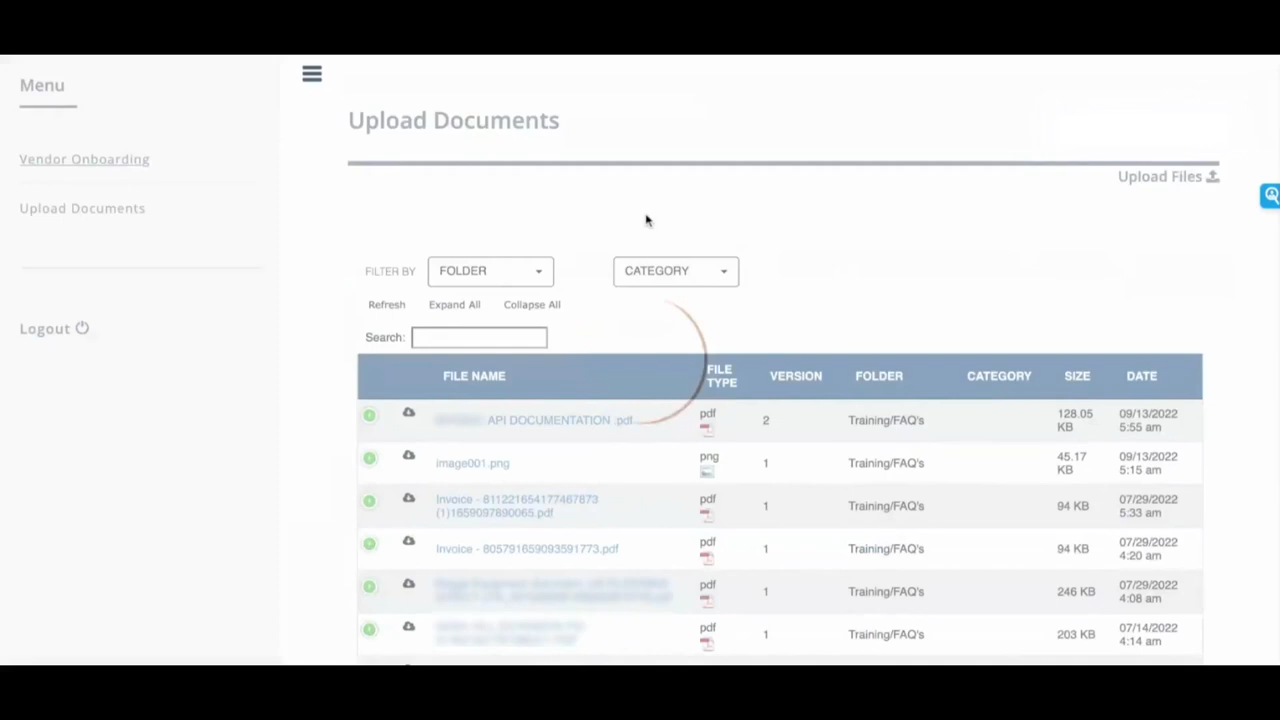 Menu
Vendor Onboarding
Upload Documents
Logout
Upload Documents
Upload Files
FILTER BY FOLDER CATEGORY
Refresh Expand All Collapse All
Search:
FILE NAME FILE TYPE VERSION FOLDER CATEGORY SIZE DATE
API DOCUMENTATION .pdf pdf 2 Training/FAQ's 128.05 KB 09/13/2022 5:55 am
image001.png png 1 Training/FAQ's 45.17 KB 09/13/2022 5:15 am
Invoice - 811221654177467873 (1)1659097890065.pdf pdf 1 Training/FAQ's 94 KB 07/29/2022 5:33 am
Invoice - 805791659093591773.pdf pdf 1 Training/FAQ's 94 KB 07/29/2022 4:20 am
pdf 1 Training/FAQ's 246 KB 07/29/2022 4:08 am
pdf 1 Training/FAQ's 203 KB 07/14/2022 4:14 am